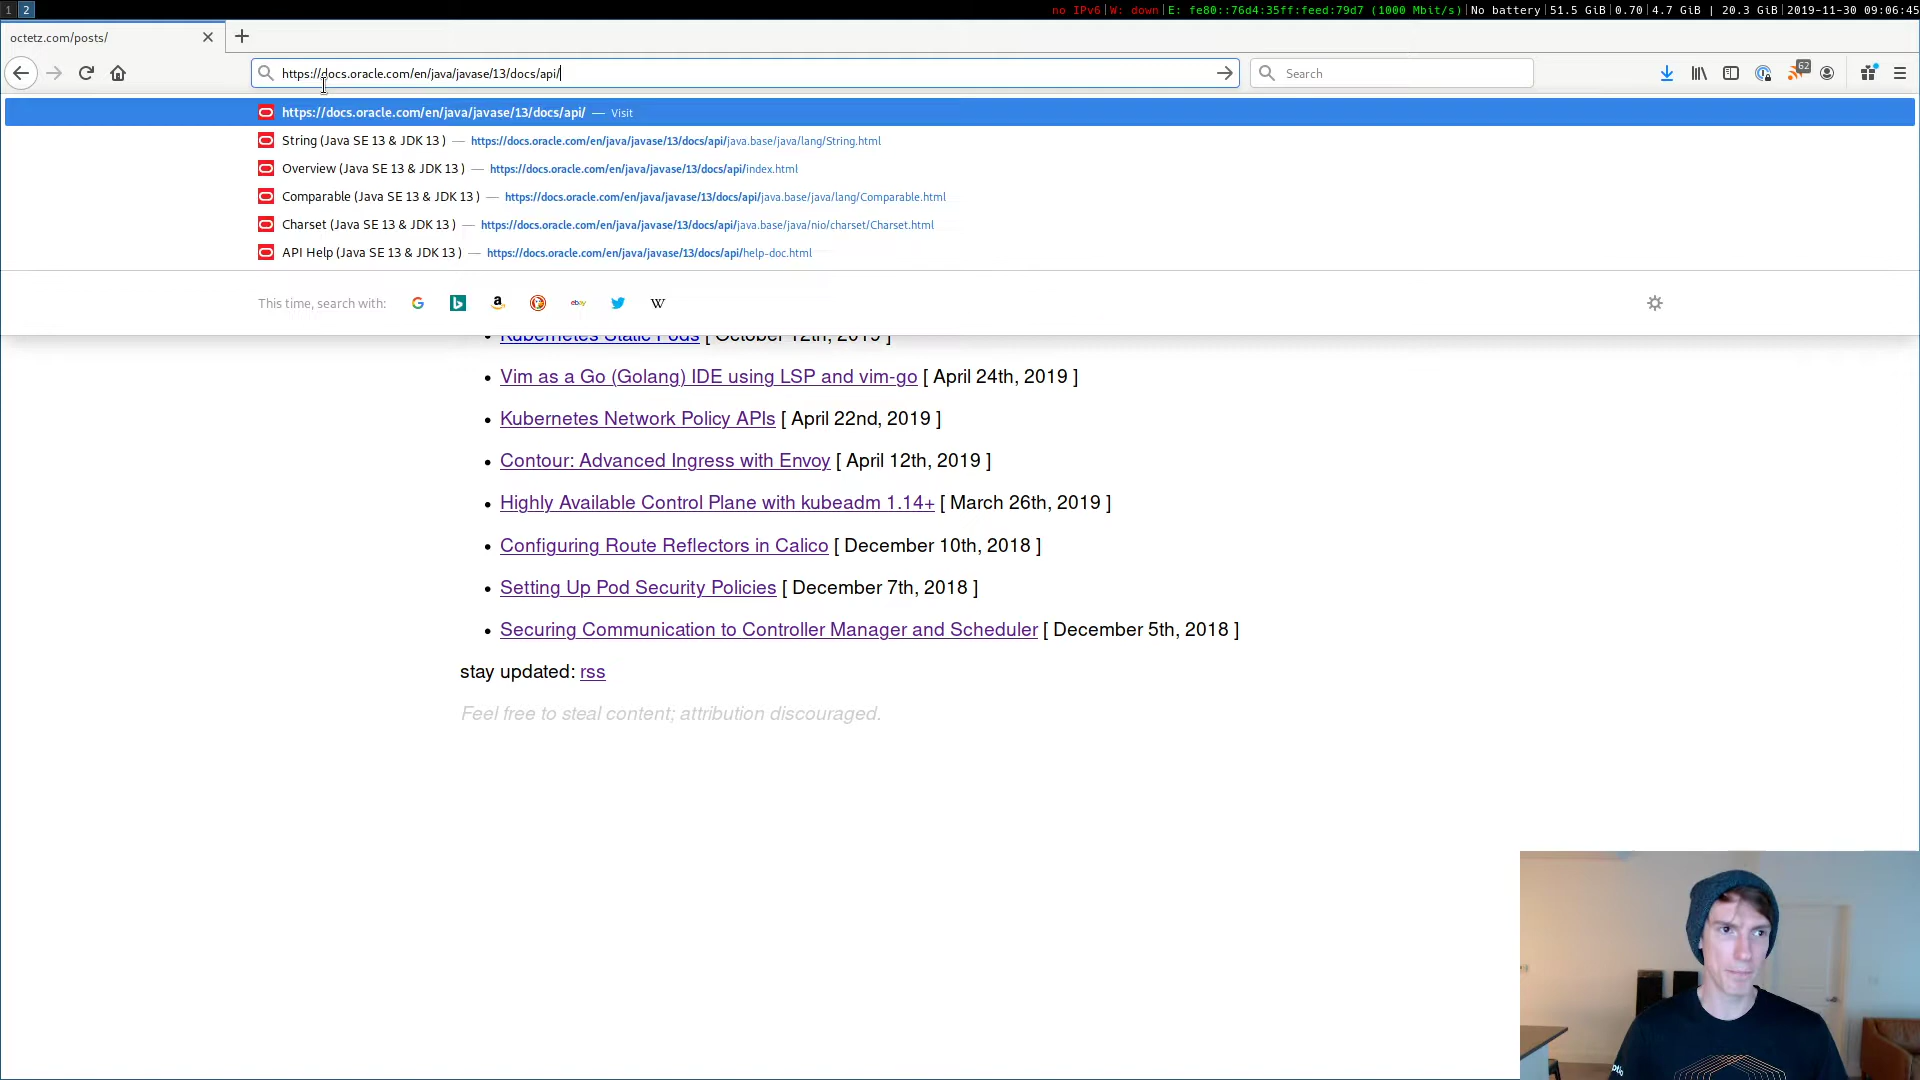 1 2 no IPv6|W: down|E: fe80::76d4:35ff:feed:79d7 (1000 Mbit/s)|No battery|51.5 GiB|0.70|4.7 GiB | 20.3 GiB|2019-11-30 09:06:45
octetz.com/posts/
https://docs.oracle.com/en/java/javase/13/docs/api/ Search 62
https://docs.oracle.com/en/java/javase/13/docs/api/ — Visit
String (Java SE 13 & JDK 13 ) — https://docs.oracle.com/en/java/javase/13/docs/api/java.base/java/lang/String.html
Overview (Java SE 13 & JDK 13 ) — https://docs.oracle.com/en/java/javase/13/docs/api/index.html
Comparable (Java SE 13 & JDK 13 ) — https://docs.oracle.com/en/java/javase/13/docs/api/java.base/java/lang/Comparable.html
Charset (Java SE 13 & JDK 13 ) — https://docs.oracle.com/en/java/javase/13/docs/api/java.base/java/nio/charset/Charset.html
API Help (Java SE 13 & JDK 13 ) — https://docs.oracle.com/en/java/javase/13/docs/api/help-doc.html
This time, search with: G b a ebay W
Kubernetes Static Pods [ October 12th, 2019 ]
Vim as a Go (Golang) IDE using LSP and vim-go [ April 24th, 2019 ]
Kubernetes Network Policy APIs [ April 22nd, 2019 ]
Contour: Advanced Ingress with Envoy [ April 12th, 2019 ]
Highly Available Control Plane with kubeadm 1.14+ [ March 26th, 2019 ]
Configuring Route Reflectors in Calico [ December 10th, 2018 ]
Setting Up Pod Security Policies [ December 7th, 2018 ]
Securing Communication to Controller Manager and Scheduler [ December 5th, 2018 ]
stay updated: rss
Feel free to steal content; attribution discouraged.